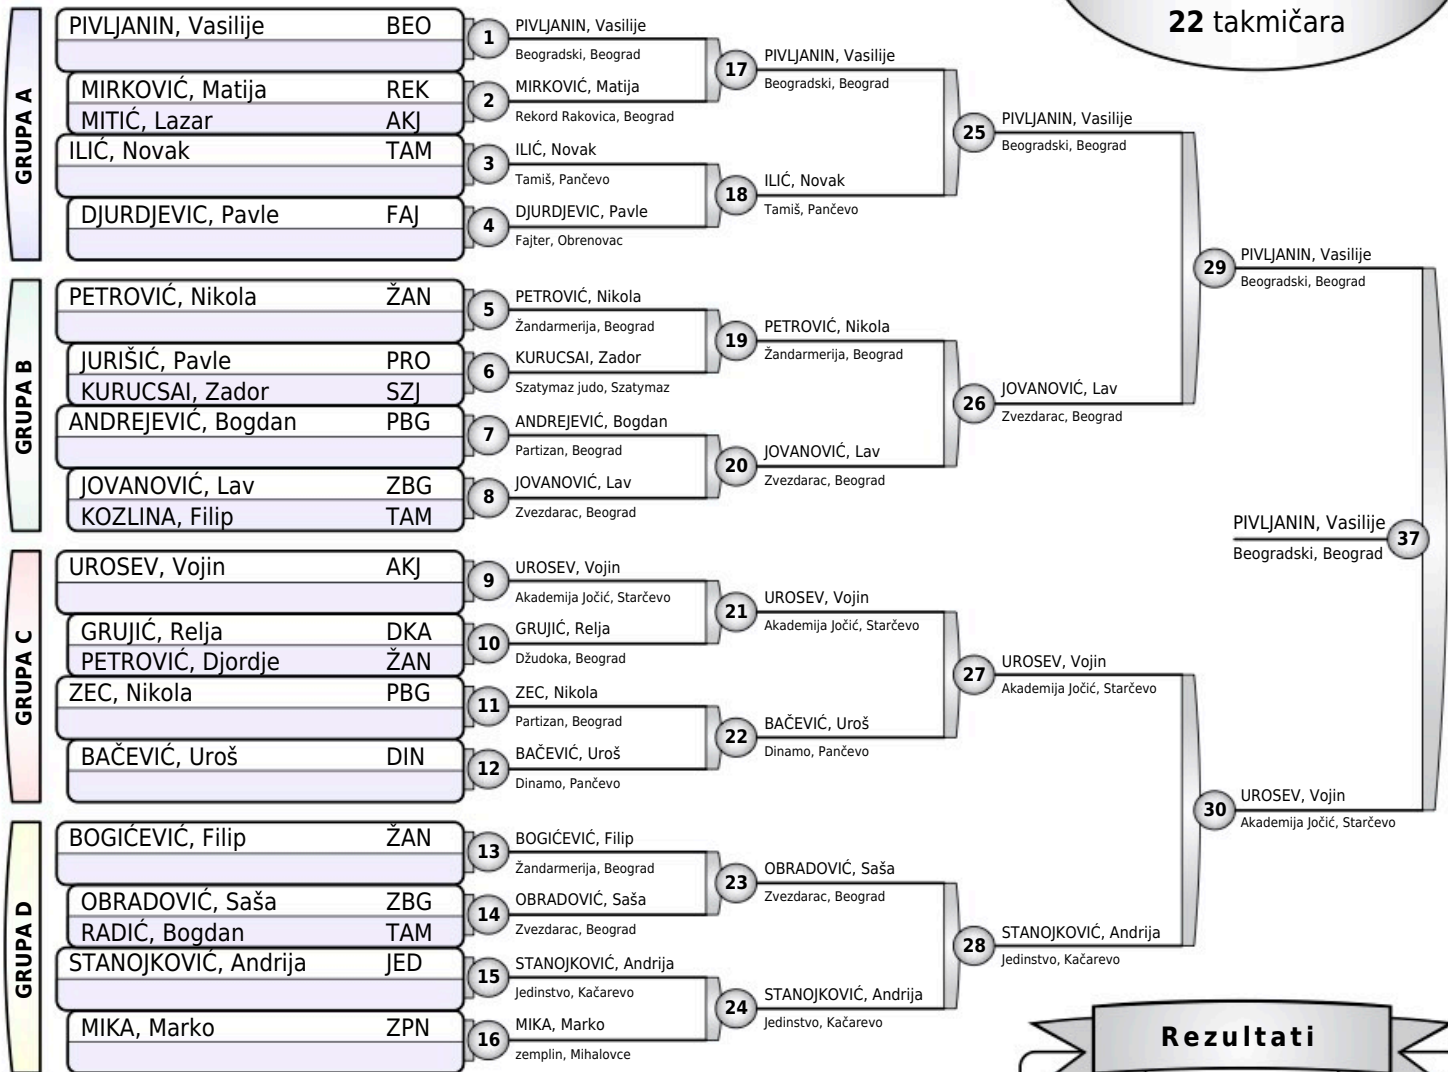 22 takmičara
GRUPA A
PIVLJANIN, Vasilije BEO
MIRKOVIĆ, Matija REK
MITIĆ, Lazar AKJ
ILIĆ, Novak TAM
DJURDJEVIC, Pavle FAJ
1
PIVLJANIN, Vasilije
Beogradski, Beograd
2
MIRKOVIĆ, Matija
Rekord Rakovica, Beograd
3
ILIĆ, Novak
Tamiš, Pančevo
4
DJURDJEVIC, Pavle
Fajter, Obrenovac
17
PIVLJANIN, Vasilije
Beogradski, Beograd
18
ILIĆ, Novak
Tamiš, Pančevo
25
PIVLJANIN, Vasilije
Beogradski, Beograd
GRUPA B
PETROVIĆ, Nikola ŽAN
JURIŠIĆ, Pavle PRO
KURUCSAI, Zador SZJ
ANDREJEVIĆ, Bogdan PBG
JOVANOVIĆ, Lav ZBG
KOZLINA, Filip TAM
5
PETROVIĆ, Nikola
Žandarmerija, Beograd
6
KURUCSAI, Zador
Szatymaz judo, Szatymaz
7
ANDREJEVIĆ, Bogdan
Partizan, Beograd
8
JOVANOVIĆ, Lav
Zvezdarac, Beograd
19
PETROVIĆ, Nikola
Žandarmerija, Beograd
20
JOVANOVIĆ, Lav
Zvezdarac, Beograd
26
JOVANOVIĆ, Lav
Zvezdarac, Beograd
29
PIVLJANIN, Vasilije
Beogradski, Beograd
GRUPA C
UROSEV, Vojin AKJ
GRUJIĆ, Relja DKA
PETROVIĆ, Djordje ŽAN
ZEC, Nikola PBG
BAČEVIĆ, Uroš DIN
9
UROSEV, Vojin
Akademija Jočić, Starčevo
10
GRUJIĆ, Relja
Džudoka, Beograd
11
ZEC, Nikola
Partizan, Beograd
12
BAČEVIĆ, Uroš
Dinamo, Pančevo
21
UROSEV, Vojin
Akademija Jočić, Starčevo
22
BAČEVIĆ, Uroš
Dinamo, Pančevo
27
UROSEV, Vojin
Akademija Jočić, Starčevo
GRUPA D
BOGIĆEVIĆ, Filip ŽAN
OBRADOVIĆ, Saša ZBG
RADIĆ, Bogdan TAM
STANOJKOVIĆ, Andrija JED
MIKA, Marko ZPN
13
BOGIĆEVIĆ, Filip
Žandarmerija, Beograd
14
OBRADOVIĆ, Saša
Zvezdarac, Beograd
15
STANOJKOVIĆ, Andrija
Jedinstvo, Kačarevo
16
MIKA, Marko
zemplin, Mihalovce
23
OBRADOVIĆ, Saša
Zvezdarac, Beograd
24
STANOJKOVIĆ, Andrija
Jedinstvo, Kačarevo
28
STANOJKOVIĆ, Andrija
Jedinstvo, Kačarevo
30
UROSEV, Vojin
Akademija Jočić, Starčevo
37
PIVLJANIN, Vasilije
Beogradski, Beograd
Rezultati